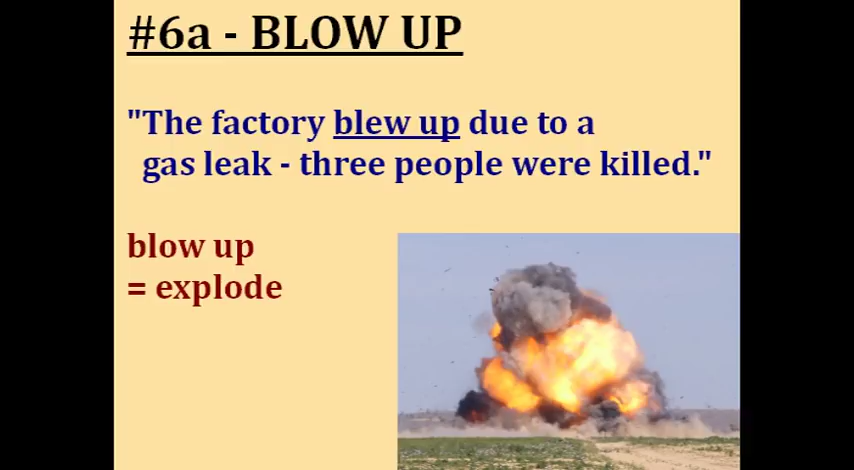 #6a - BLOW UP
"The factory blew up due to a
gas leak - three people were killed."
blow up
= explode